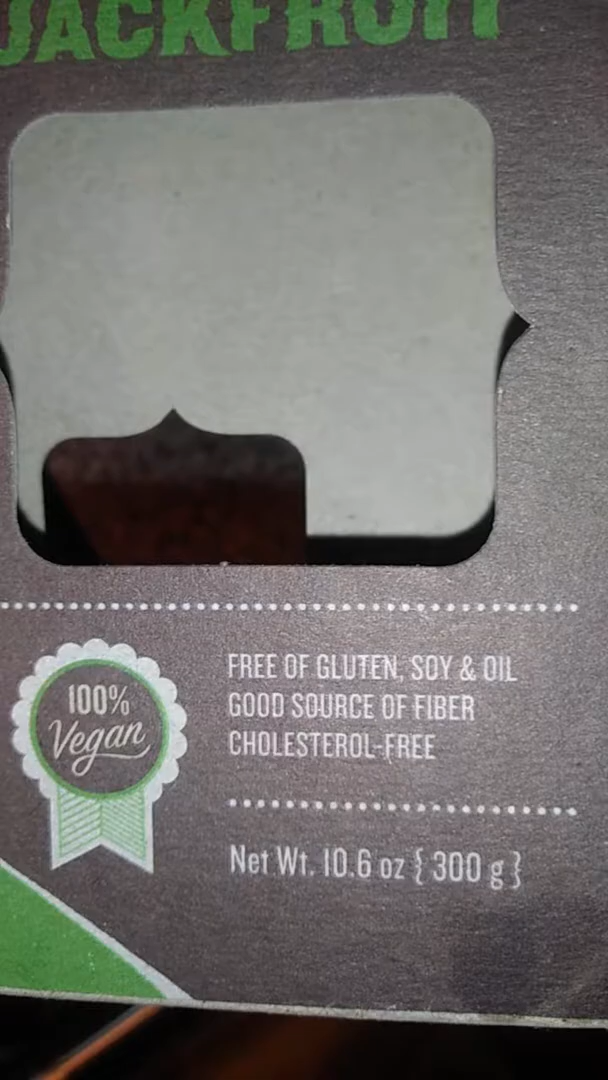 JACKFRUIT
100%
Vegan
FREE OF GLUTEN, SOY & OIL
GOOD SOURCE OF FIBER
CHOLESTEROL-FREE
Net Wt. 10.6 oz { 300 g }